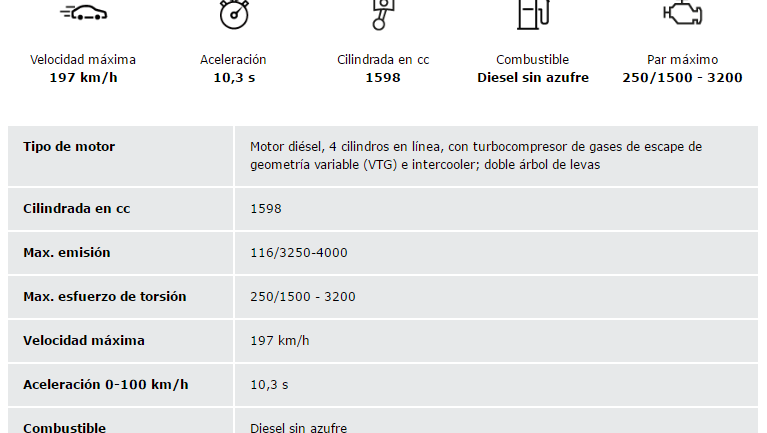 Velocidad máxima
197 km/h
Aceleración
10,3 s
Cilindrada en cc
1598
Combustible
Diesel sin azufre
Par máximo
250/1500 - 3200
Tipo de motor
Motor diésel, 4 cilindros en línea, con turbocompresor de gases de escape de
geometría variable (VTG) e intercooler; doble árbol de levas
Cilindrada en cc
1598
Max. emisión
116/3250-4000
Max. esfuerzo de torsión
250/1500 - 3200
Velocidad máxima
197 km/h
Aceleración 0-100 km/h
10,3 s
Combustible
Diesel sin azufre